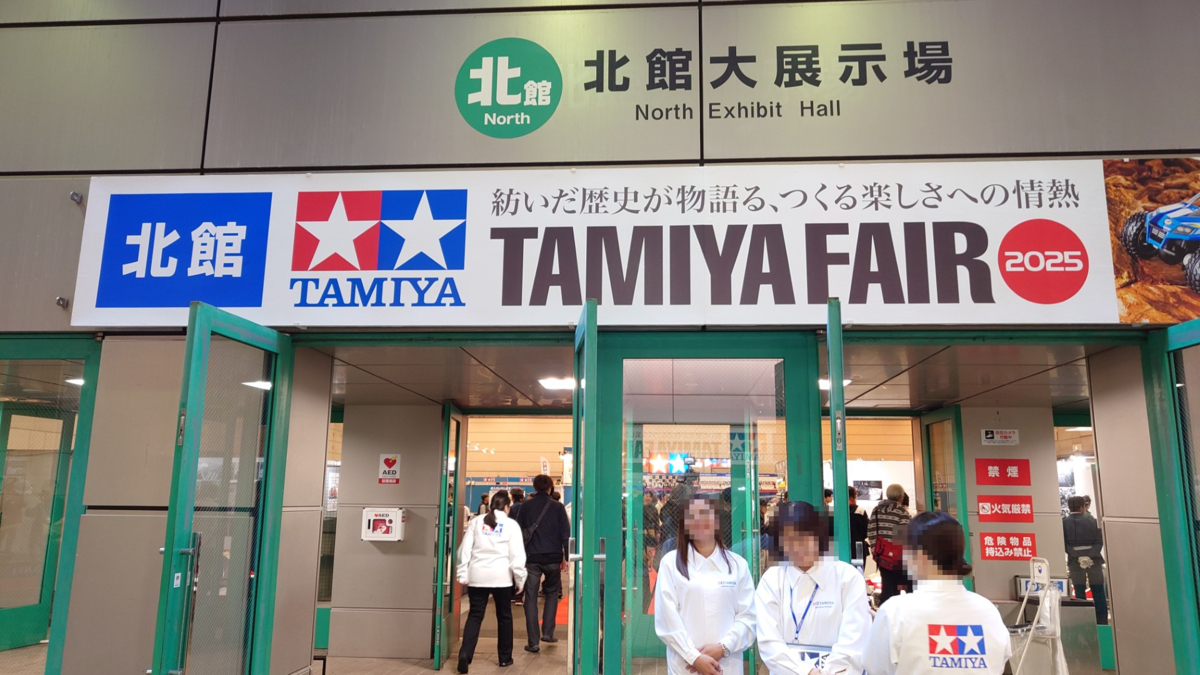 北館
North
北館大展示場
North Exhibit Hall
北館
TAMIYA
紡いだ歴史が物語る、つくる楽しさへの情熱
TAMIYA FAIR
2025
AED
AED
禁煙
火気厳禁
危険物品
持込み禁止
TAMIYA